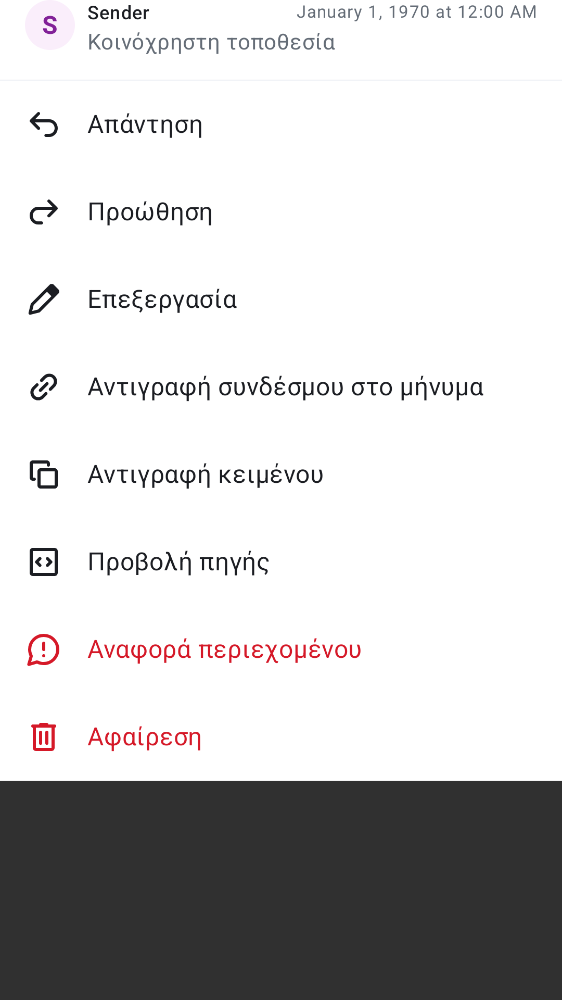 S
Sender
January 1, 1970 at 12:00 AM
Κοινόχρηστη τοποθεσία
Απάντηση
Προώθηση
Επεξεργασία
Αντιγραφή συνδέσμου στο μήνυμα
Αντιγραφή κειμένου
Προβολή πηγής
Αναφορά περιεχομένου
Αφαίρεση